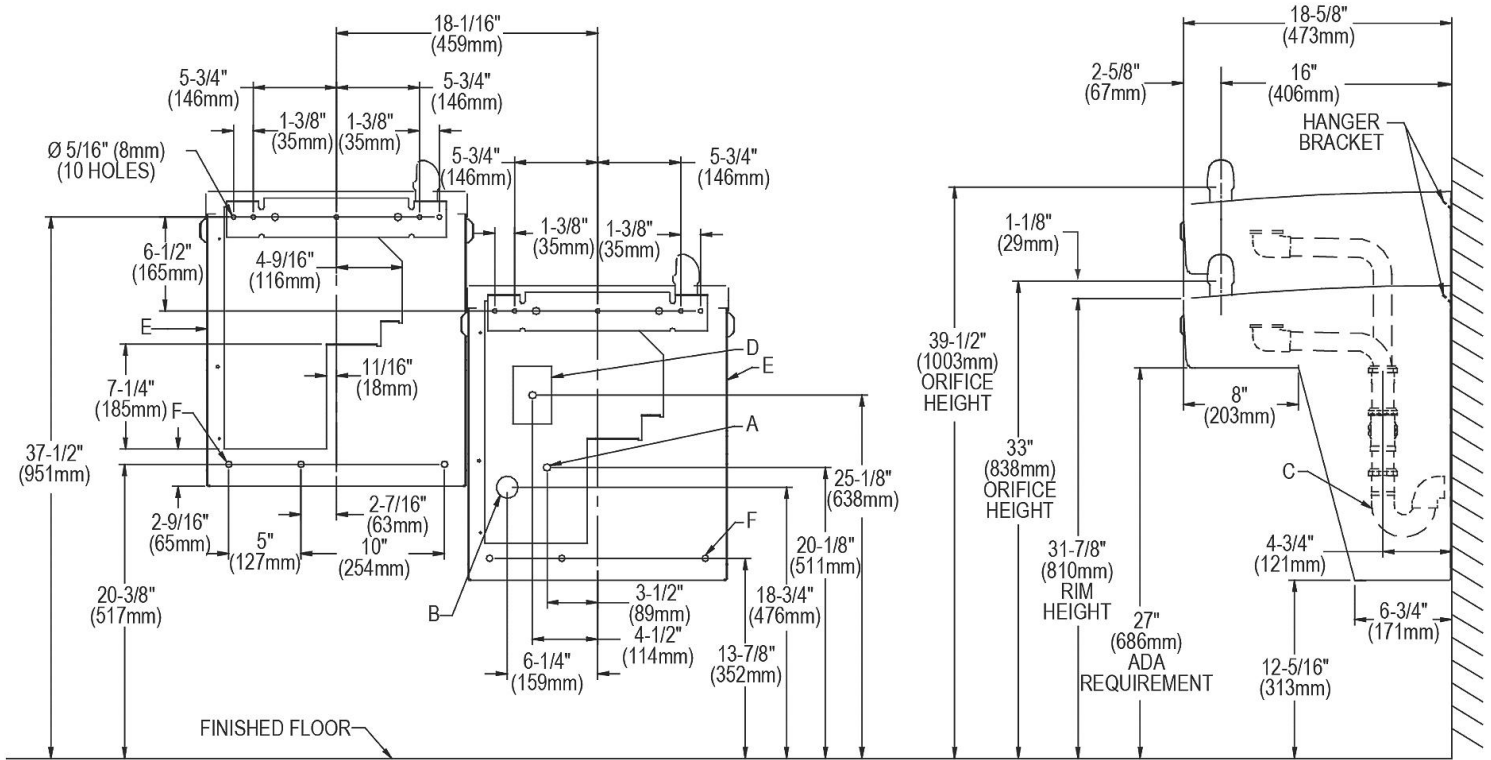 18-1/16"
(459mm)
5-3/4"
(146mm)
5-3/4"
(146mm)
1-3/8"
(35mm)
1-3/8"
(35mm)
Ø 5/16" (8mm)
(10 HOLES)
5-3/4"
(146mm)
5-3/4"
(146mm)
1-3/8"
(35mm)
1-3/8"
(35mm)
6-1/2"
(165mm)
4-9/16"
(116mm)
E
11/16"
(18mm)
7-1/4"
(185mm)
F
D
E
A
37-1/2"
(951mm)
25-1/8"
(638mm)
2-9/16"
(65mm)
5"
(127mm)
2-7/16"
(63mm)
10"
(254mm)
F
20-1/8"
(511mm)
20-3/8"
(517mm)
B
3-1/2"
(89mm)
18-3/4"
(476mm)
4-1/2"
(114mm)
6-1/4"
(159mm)
13-7/8"
(352mm)
FINISHED FLOOR
18-5/8"
(473mm)
2-5/8"
(67mm)
16"
(406mm)
HANGER
BRACKET
1-1/8"
(29mm)
39-1/2"
(1003mm)
ORIFICE
HEIGHT
8"
(203mm)
33"
(838mm)
ORIFICE
HEIGHT
C
31-7/8"
(810mm)
RIM
HEIGHT
4-3/4"
(121mm)
27"
(686mm)
ADA
REQUIREMENT
6-3/4"
(171mm)
12-5/16"
(313mm)